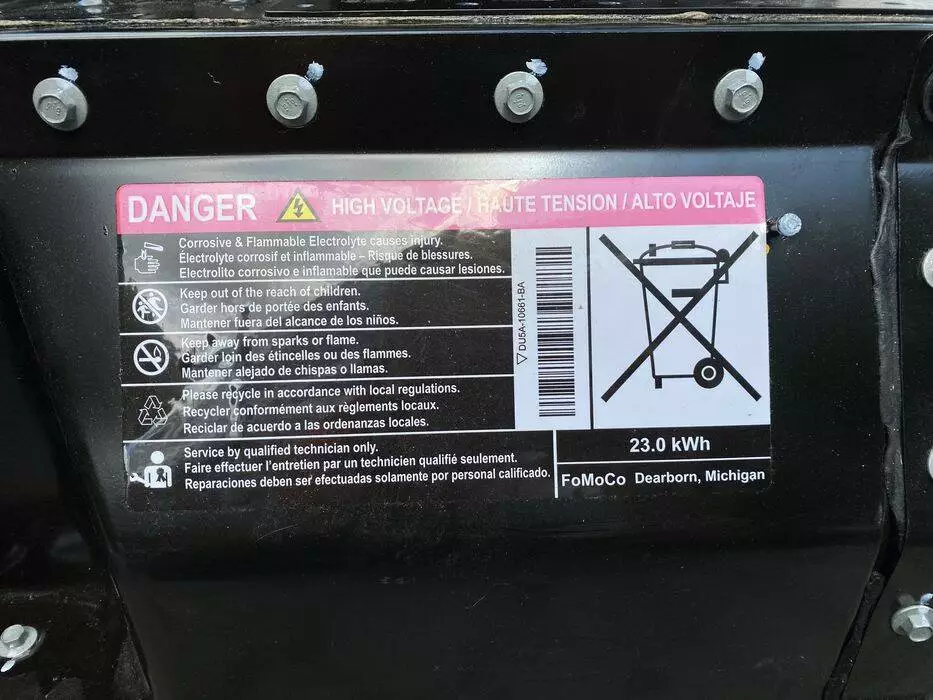 DANGER HIGH VOLTAGE / HAUTE TENSION / ALTO VOLTAJE
Corrosive & Flammable Electrolyte causes injury.
Électrolyte corrosif et inflammable – Risque de blessures.
Electrolito corrosivo e inflamable que puede causar lesiones.
Keep out of the reach of children.
Garder hors de portée des enfants.
Mantener fuera del alcance de los niños.
Keep away from sparks or flame.
Garder loin des étincelles ou des flammes.
Mantener alejado de chispas o llamas.
Please recycle in accordance with local regulations.
Recycler conformément aux règlements locaux.
Reciclar de acuerdo a las ordenanzas locales.
Service by qualified technician only.
Faire effectuer l'entretien par un technicien qualifié seulement.
Reparaciones deben ser efectuadas solamente por personal calificado.
DU5A-10661-BA
23.0 kWh
FoMoCo Dearborn, Michigan